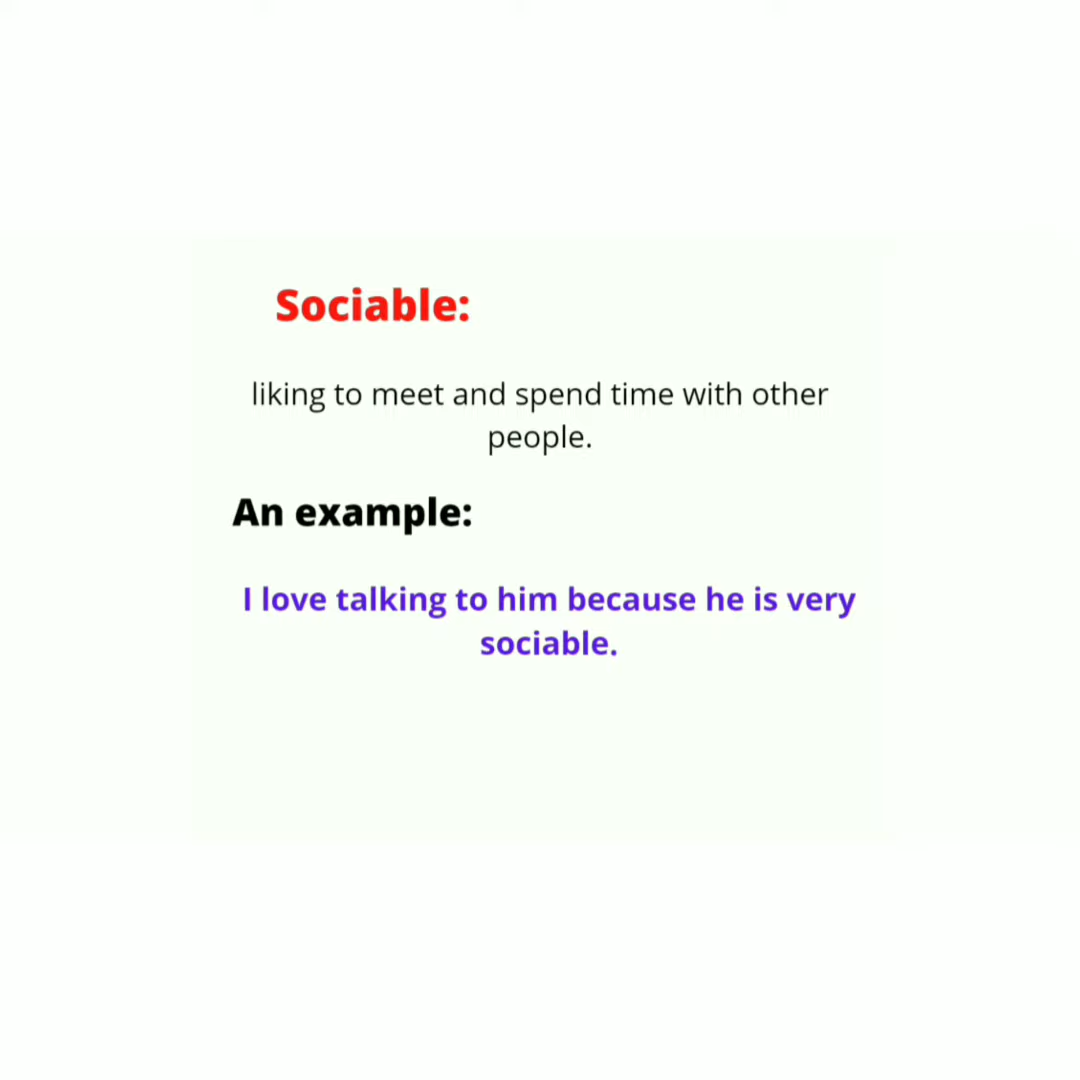 Sociable:
liking to meet and spend time with other
people.
An example:
I love talking to him because he is very
sociable.